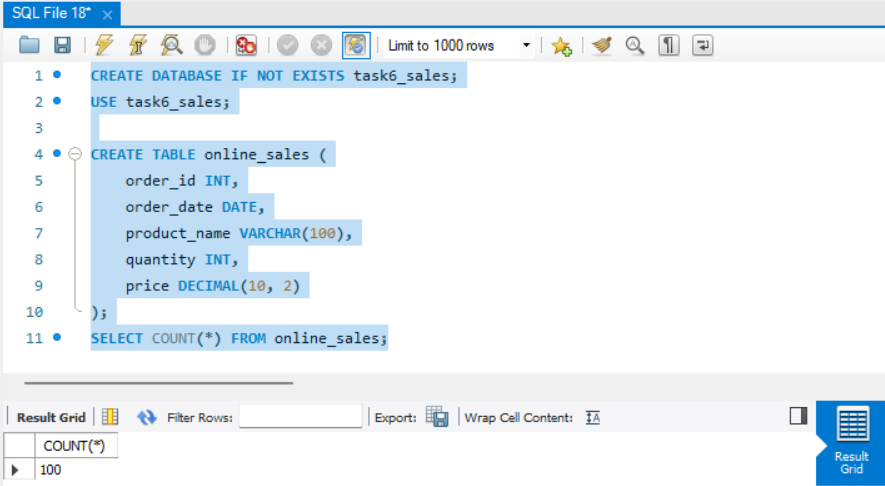 SQL File 18* ×
Limit to 1000 rows
1 CREATE DATABASE IF NOT EXISTS task6_sales;
2 USE task6_sales;
3
4 CREATE TABLE online_sales (
5 order_id INT,
6 order_date DATE,
7 product_name VARCHAR(100),
8 quantity INT,
9 price DECIMAL(10, 2)
10 );
11 SELECT COUNT(*) FROM online_sales;
Result Grid Filter Rows: Export: Wrap Cell Content: IA
COUNT(*)
100
Result
Grid